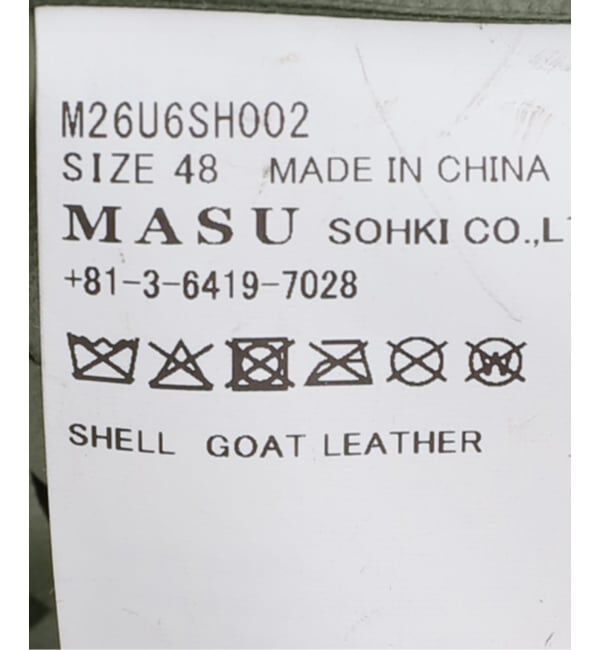 M26U6SH002
SIZE 48 MADE IN CHINA
MASU SOHKI CO.,L
+81-3-6419-7028
SHELL GOAT LEATHER